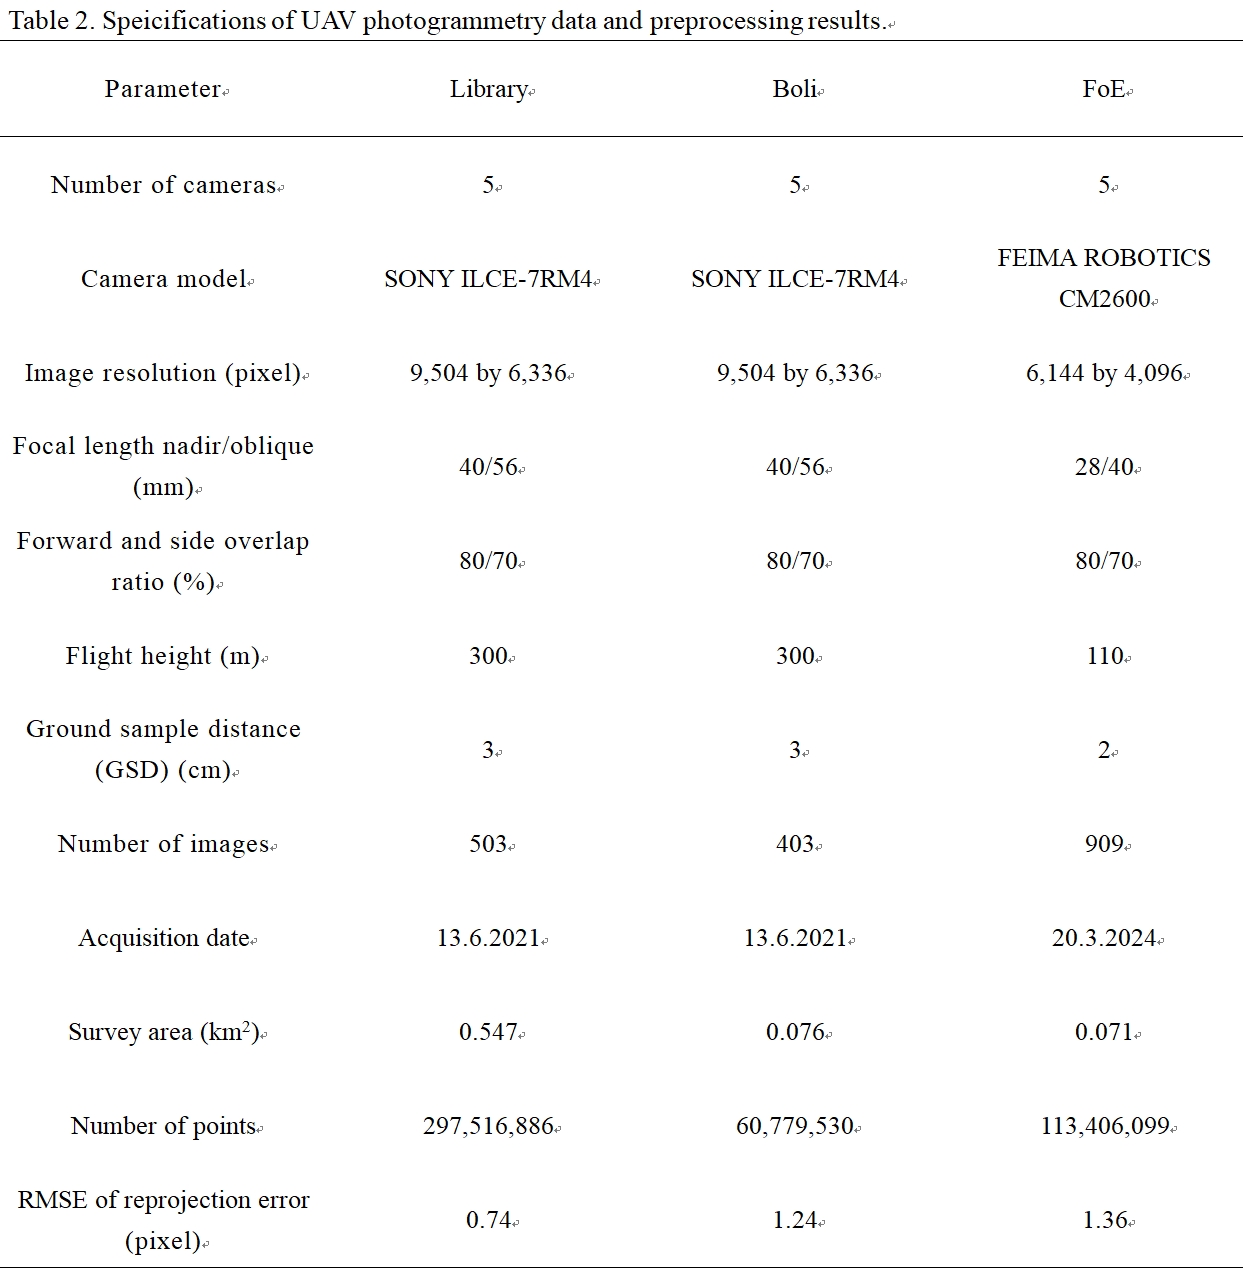 Table 2. Speicifications of UAV photogrammetry data and preprocessing results.
Parameter Library Boli FoE
Number of cameras 5 5 5
Camera model SONY ILCE-7RM4 SONY ILCE-7RM4 FEIMA ROBOTICS
CM2600
Image resolution (pixel) 9,504 by 6,336 9,504 by 6,336 6,144 by 4,096
Focal length nadir/oblique
(mm) 40/56 40/56 28/40
Forward and side overlap
ratio (%) 80/70 80/70 80/70
Flight height (m) 300 300 110
Ground sample distance
(GSD) (cm) 3 3 2
Number of images 503 403 909
Acquisition date 13.6.2021 13.6.2021 20.3.2024
Survey area (km²) 0.547 0.076 0.071
Number of points 297,516,886 60,779,530 113,406,099
RMSE of reprojection error
(pixel) 0.74 1.24 1.36